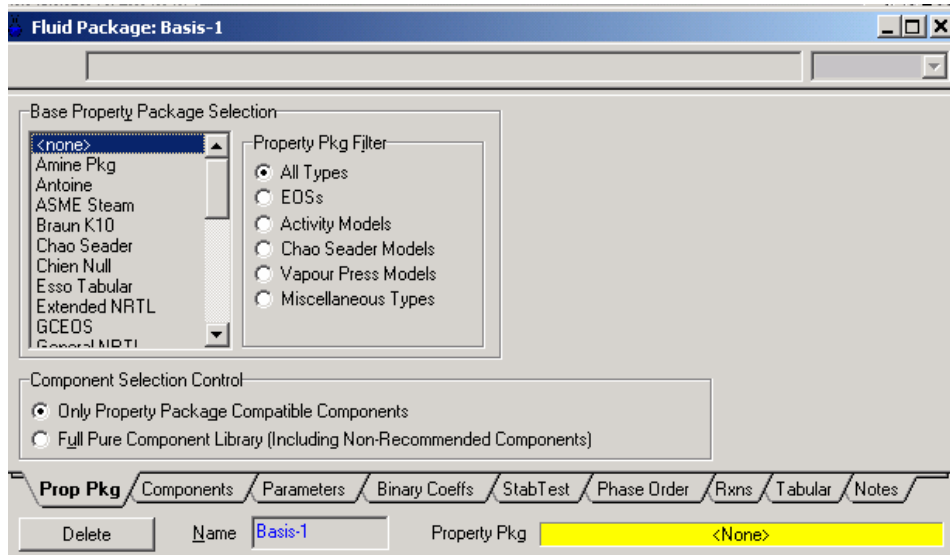 Fluid Package: Basis-1
Base Property Package Selection
<none>
Amine Pkg
Antoine
ASME Steam
Braun K10
Chao Seader
Chien Null
Esso Tabular
Extended NRTL
GCEOS
General NRTL
Property Pkg Filter
All Types
EOSs
Activity Models
Chao Seader Models
Vapour Press Models
Miscellaneous Types
Component Selection Control
Only Property Package Compatible Components
Full Pure Component Library (Including Non-Recommended Components)
Prop Pkg Components Parameters Binary Coeffs StabTest Phase Order Rxns Tabular Notes
Delete Name Basis-1 Property Pkg <None>